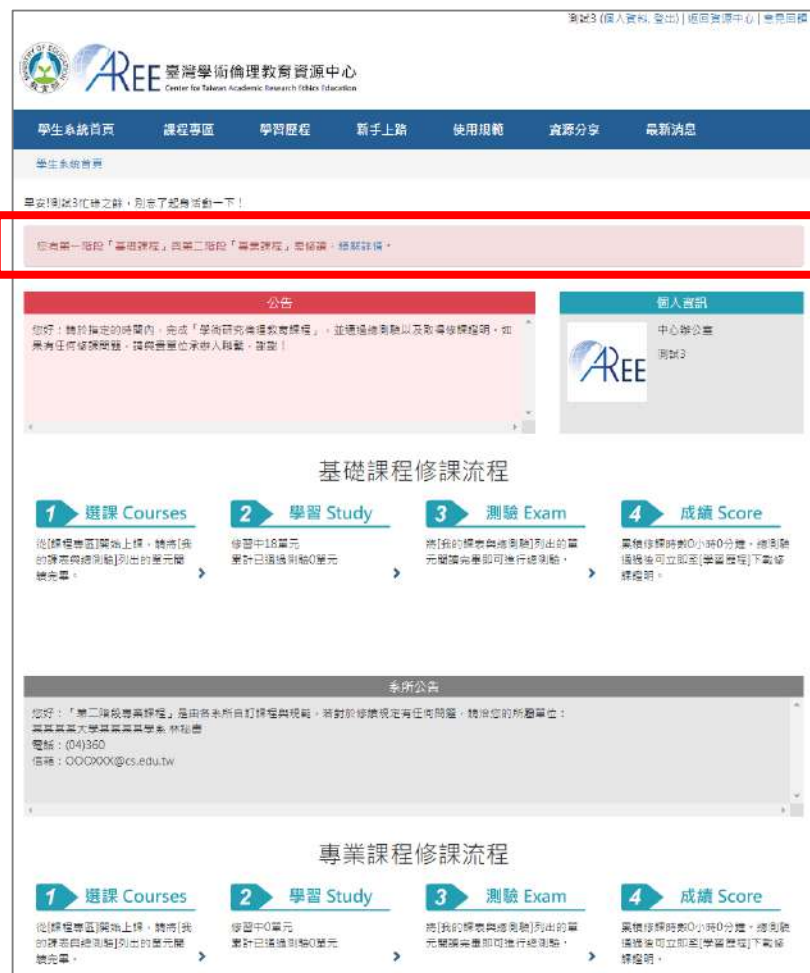 測試3 (個人資料, 登出) | 返回資源中心 | 意見回饋
MINISTRY OF EDUCATION
教育部
AREE 臺灣學術倫理教育資源中心
Center for Taiwan Academic Research Ethics Education
學生系統首頁 課程專區 學習歷程 新手上路 使用規範 資源分享 最新消息
學生系統首頁
早安!測試3忙碌之餘，別忘了起身活動一下！
您有第一階段「基礎課程」與第二階段「專業課程」要修讀，
公告
個人資訊
您好：請於指定的時間內，完成「學術研究倫理教育課程」，並通過總測驗以及取得修課證明。如
果有任何修課問題，請與貴單位承辦人聯繫，謝謝！
AREE
中心辦公室
測試3
基礎課程修課流程
1 選課 Courses
從[課程專區]開始上課，請將[我
的課表與總測驗]列出的單元閱
讀完畢。
2 學習 Study
修習中18單元
累計已通過測驗0單元
3 測驗 Exam
將[我的課表與總測驗]列出的單
元閱讀完畢即可進行總測驗。
4 成績 Score
累積修課時數0小時0分鐘，總測驗
通過後可立即至[學習歷程]下載修
課證明。
系所公告
您好：「第二階段專業課程」是由各系所自訂課程與規範，若對於修讀規定有任何問題，請洽您的所屬單位：
某某某某大學某某某某學系 林秘書
電話：(04)360
信箱：OOOXXX@cs.edu.tw
專業課程修課流程
1 選課 Courses
從[課程專區]開始上課，請將[我
的課表與總測驗]列出的單元閱
讀完畢。
2 學習 Study
修習中0單元
累計已通過測驗0單元
3 測驗 Exam
將[我的課表與總測驗]列出的單
元閱讀完畢即可進行總測驗。
4 成績 Score
累積修課時數0小時0分鐘，總測驗
通過後可立即至[學習歷程]下載修
課證明。